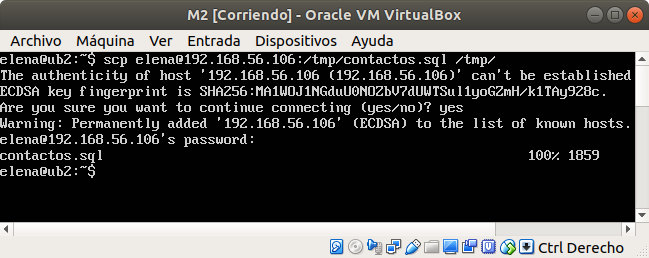 M2 [Corriendo] - Oracle VM VirtualBox
Archivo Máquina Ver Entrada Dispositivos Ayuda
elena@ub2:~$ scp elena@192.168.56.106:/tmp/contactos.sql /tmp/
The authenticity of host '192.168.56.106 (192.168.56.106)' can't be established
ECDSA key fingerprint is SHA256:MA1WOJ1NGduU0NOZbV7dUWTSul1yoGZmH/k1TAy928c.
Are you sure you want to continue connecting (yes/no)? yes
Warning: Permanently added '192.168.56.106' (ECDSA) to the list of known hosts.
elena@192.168.56.106's password:
contactos.sql 100% 1859
elena@ub2:~$
Ctrl Derecho